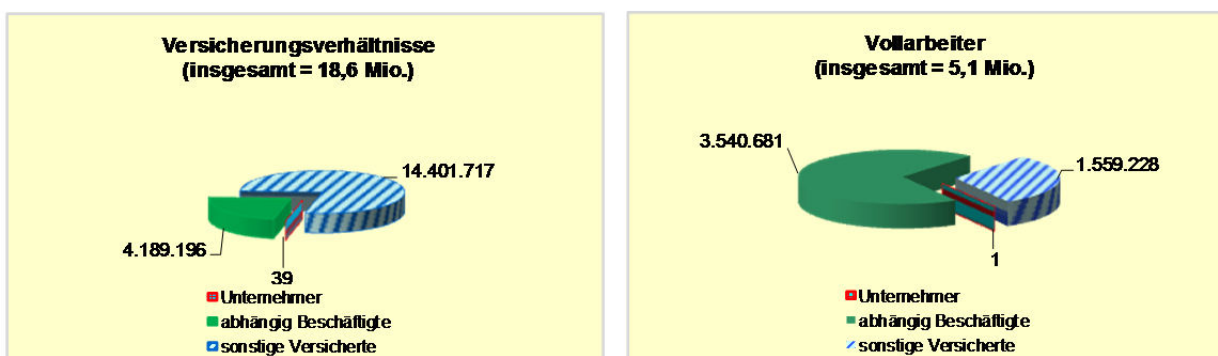 Versicherungsverhältnisse
(insgesamt = 18,6 Mio.)
14.401.717
4.189.196
39
Unternehmer
abhängig Beschäftigte
sonstige Versicherte
Vollarbeiter
(insgesamt = 5,1 Mio.)
3.540.681
1.559.228
1
Unternehmer
abhängig Beschäftigte
sonstige Versicherte